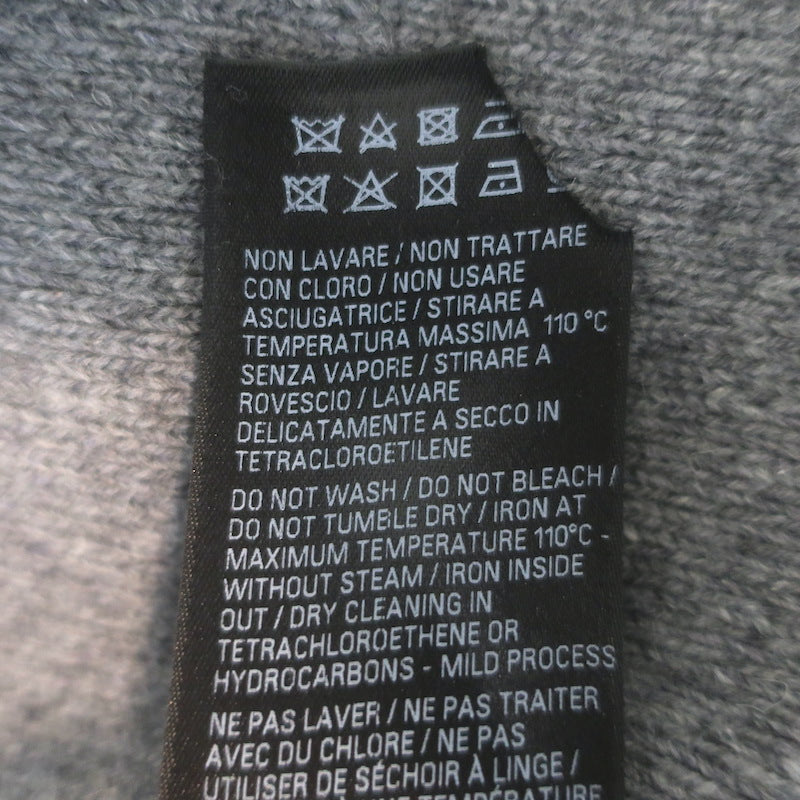 NON LAVARE / NON TRATTARE
CON CLORO / NON USARE
ASCIUGATRICE / STIRARE A
TEMPERATURA MASSIMA 110°C
SENZA VAPORE / STIRARE A
ROVESCIO / LAVARE
DELICATAMENTE A SECCO IN
TETRACLOROETILENE
DO NOT WASH / DO NOT BLEACH /
DO NOT TUMBLE DRY / IRON AT
MAXIMUM TEMPERATURE 110°C -
WITHOUT STEAM / IRON INSIDE
OUT / DRY CLEANING IN
TETRACHLOROETHENE OR
HYDROCARBONS - MILD PROCESS
NE PAS LAVER / NE PAS TRAITER
AVEC DU CHLORE / NE PAS
UTILISER DE SÉCHOIR À LINGE /
À UNE TEMPÉRATURE